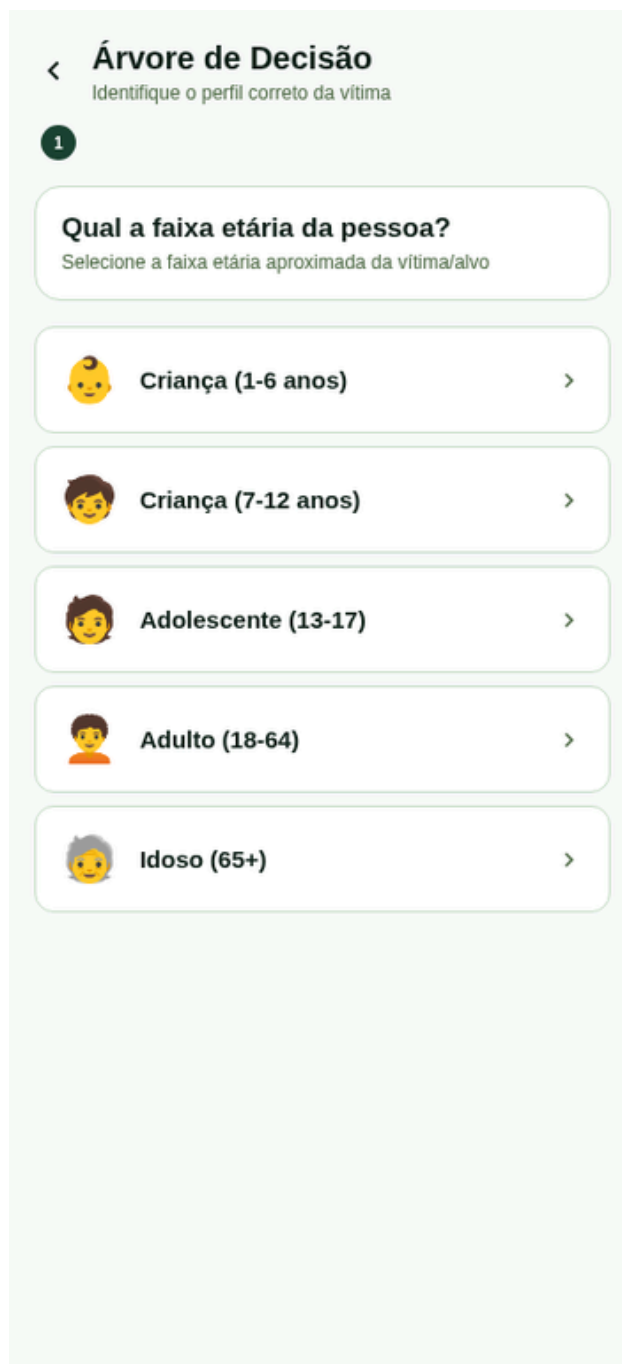 Árvore de Decisão
Identifique o perfil correto da vítima
1
Qual a faixa etária da pessoa?
Selecione a faixa etária aproximada da vítima/alvo
Criança (1-6 anos)
Criança (7-12 anos)
Adolescente (13-17)
Adulto (18-64)
Idoso (65+)